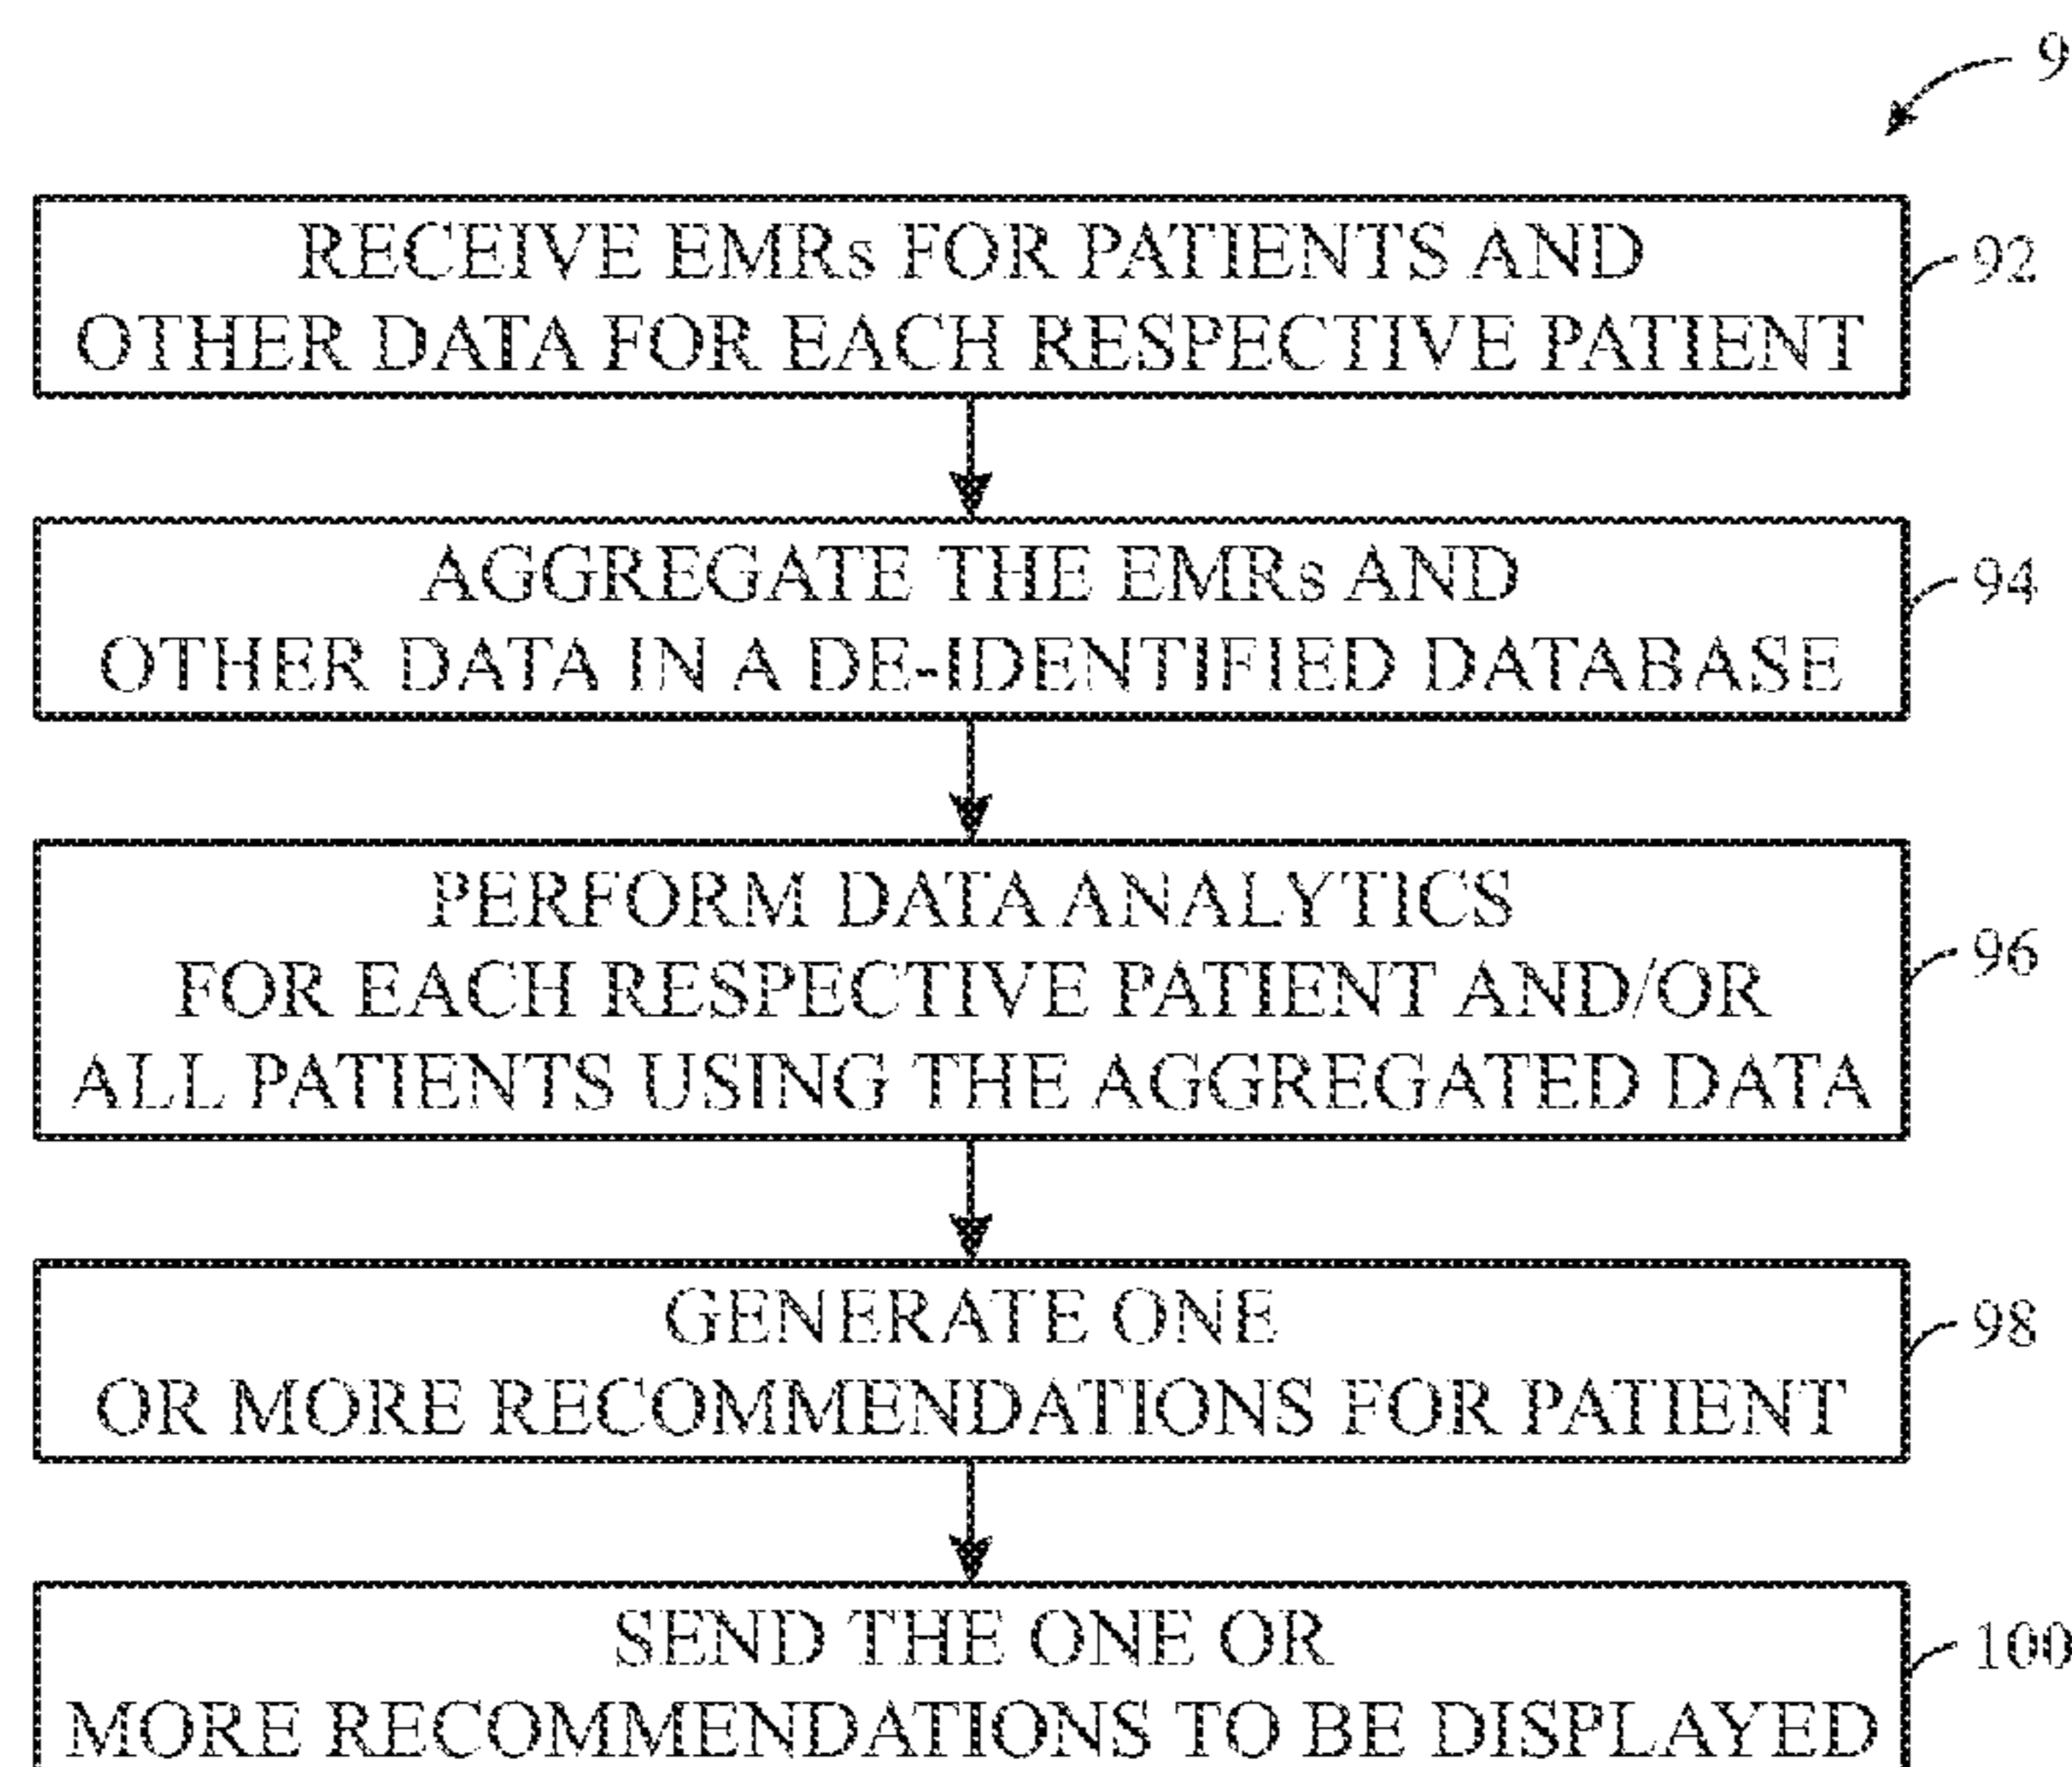 9
RECEIVE EMRs FOR PATIENTS AND
OTHER DATA FOR EACH RESPECTIVE PATIENT
92
AGGREGATE THE EMRs AND
OTHER DATA IN A DE-IDENTIFIED DATABASE
94
PERFORM DATA ANALYTICS
FOR EACH RESPECTIVE PATIENT AND/OR
ALL PATIENTS USING THE AGGREGATED DATA
96
GENERATE ONE
OR MORE RECOMMENDATIONS FOR PATIENT
98
SEND THE ONE OR
MORE RECOMMENDATIONS TO BE DISPLAYED
100